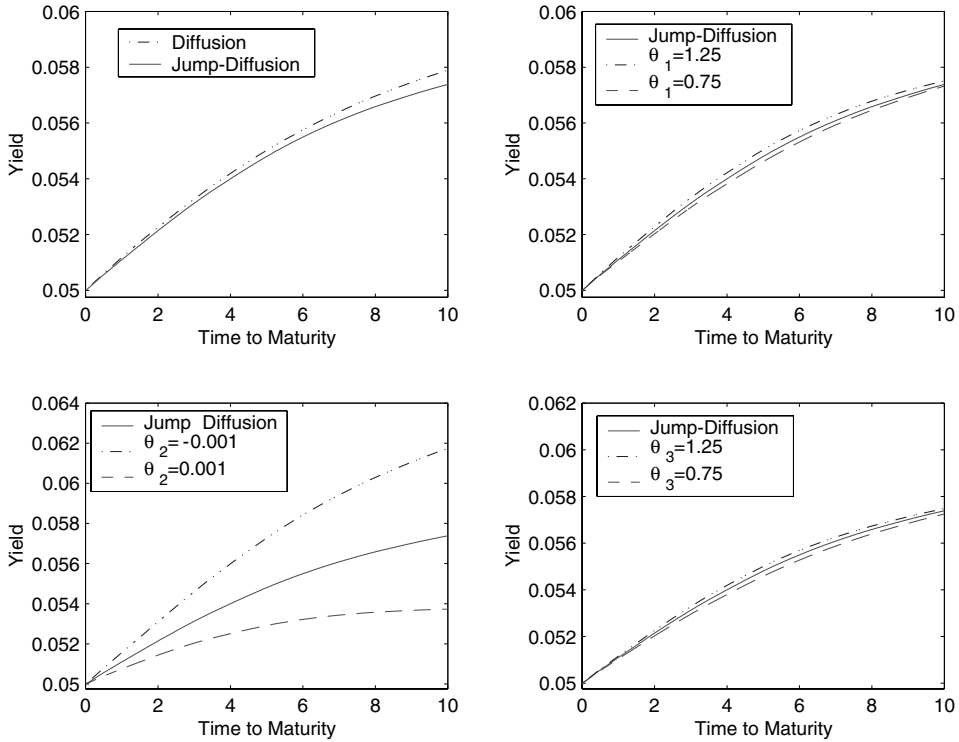 0.06
0.058
0.056
0.054
0.052
0.05
Yield
Diffusion
Jump-Diffusion
0 2 4 6 8 10
Time to Maturity
0.06
0.058
0.056
0.054
0.052
0.05
Yield
Jump-Diffusion
θ1=1.25
θ1=0.75
0 2 4 6 8 10
Time to Maturity
0.064
0.062
0.06
0.058
0.056
0.054
0.052
0.05
Yield
Jump Diffusion
θ2=-0.001
θ2=0.001
0 2 4 6 8 10
Time to Maturity
0.062
0.06
0.058
0.056
0.054
0.052
0.05
Yield
Jump-Diffusion
θ3=1.25
θ3=0.75
0 2 4 6 8 10
Time to Maturity